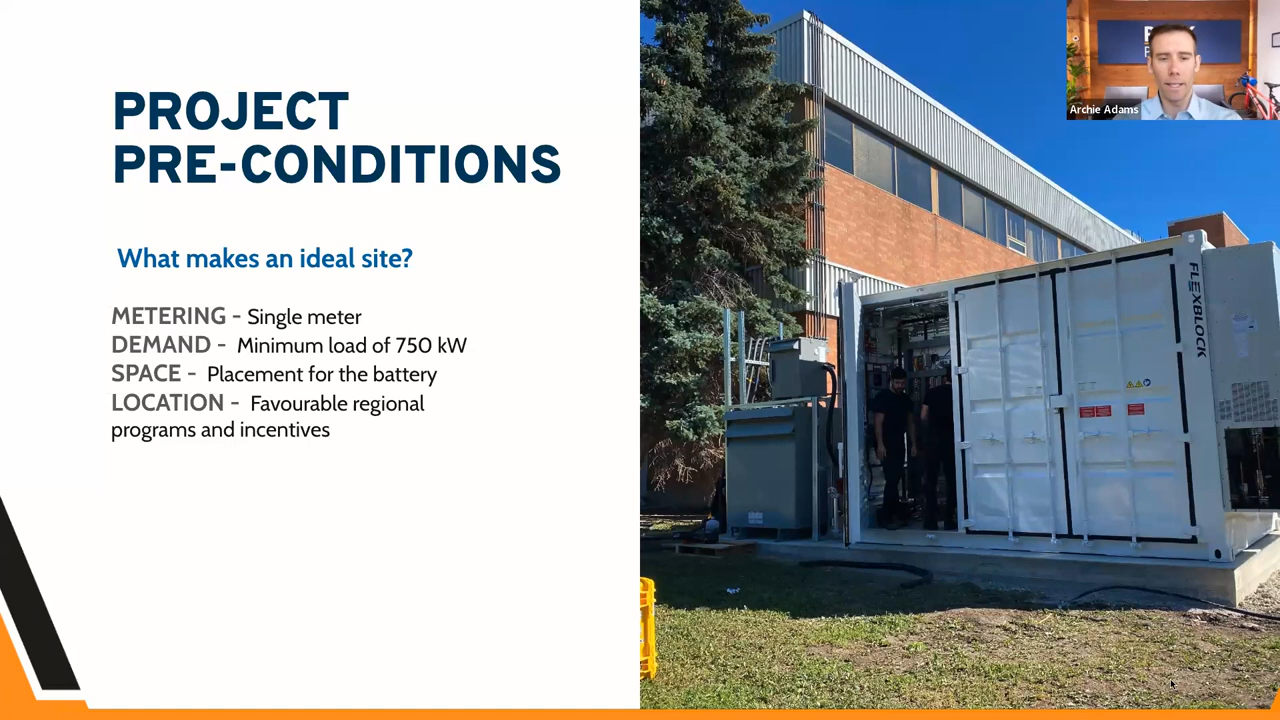 PROJECT
PRE-CONDITIONS
What makes an ideal site?
METERING - Single meter
DEMAND - Minimum load of 750 kW
SPACE - Placement for the battery
LOCATION - Favourable regional
programs and incentives
Archie Adams
FLEXBLOCK